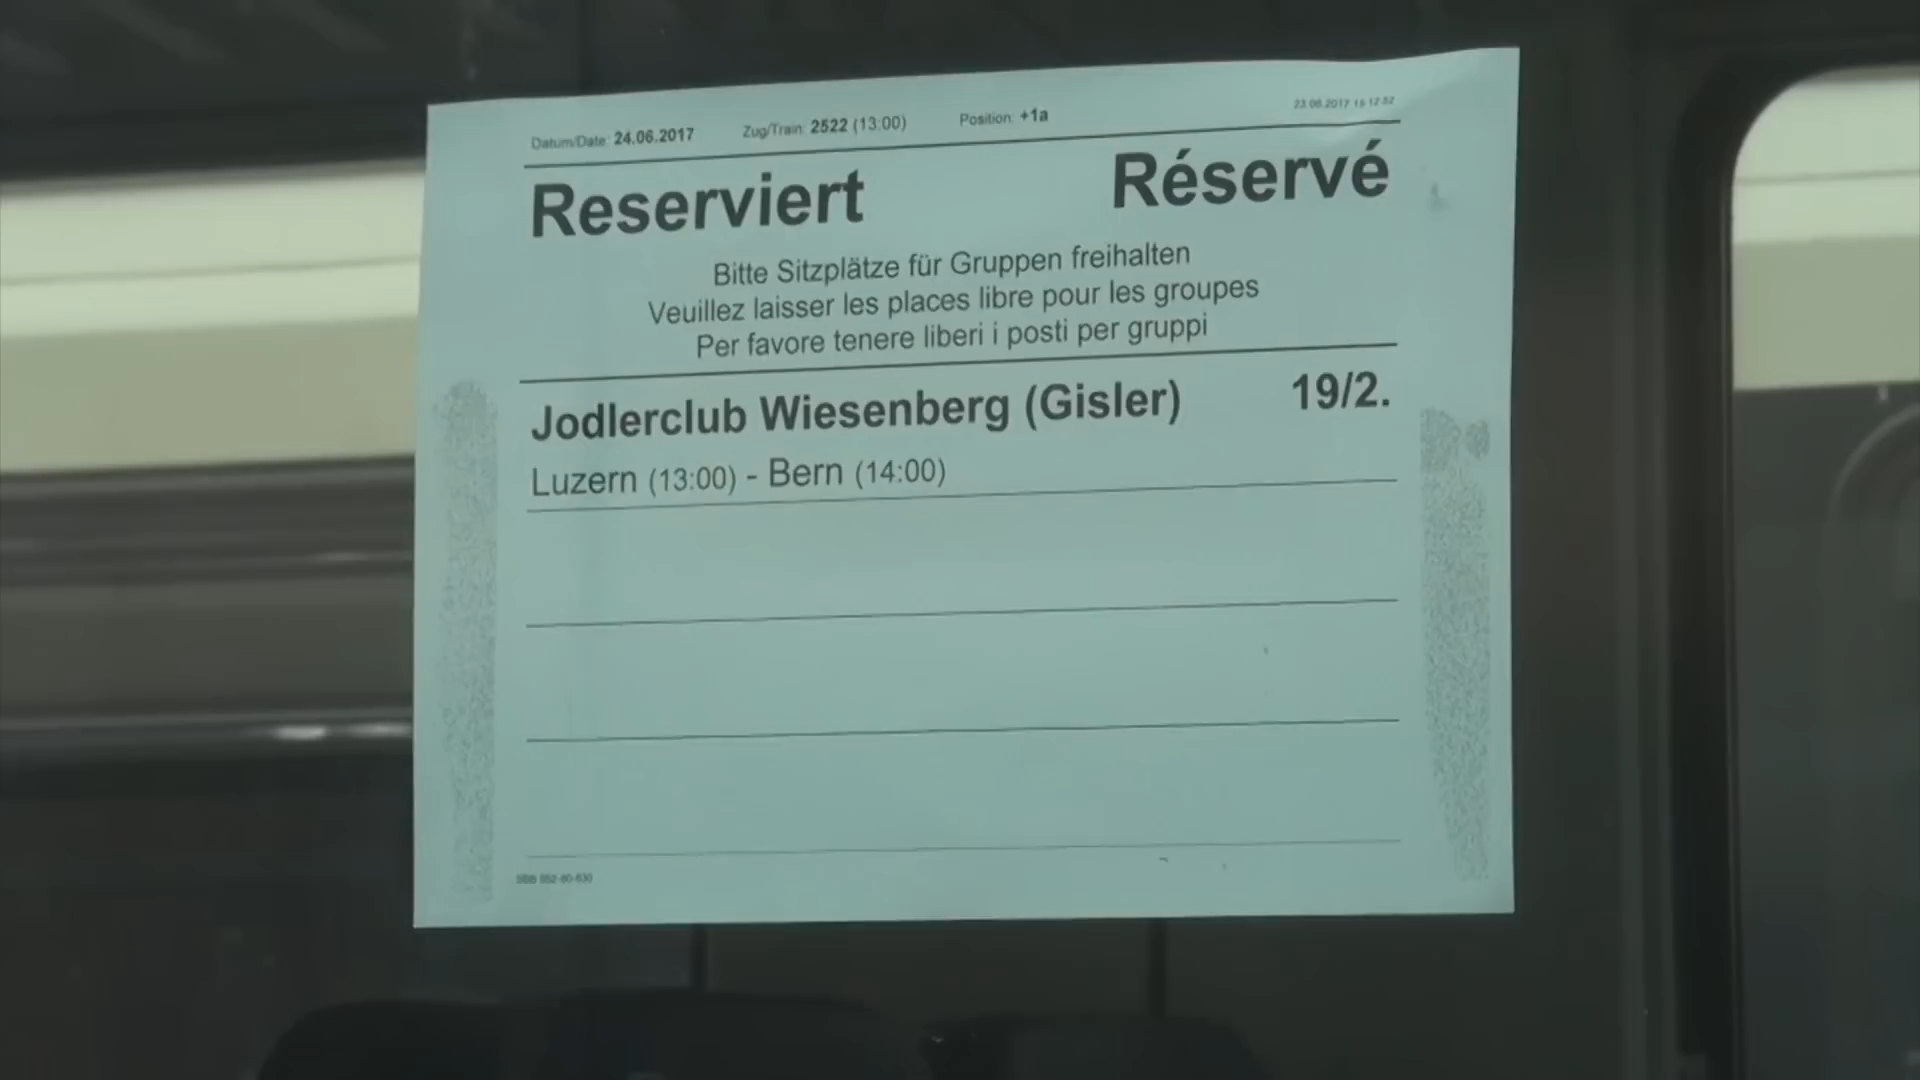 Datum/Date: 24.06.2017 Zug/Train: 2522 (13:00) Position: +1a
Reserviert Réservé
Bitte Sitzplätze für Gruppen freihalten
Veuillez laisser les places libre pour les groupes
Per favore tenere liberi i posti per gruppi
Jodlerclub Wiesenberg (Gisler) 19/2.
Luzern (13:00) - Bern (14:00)